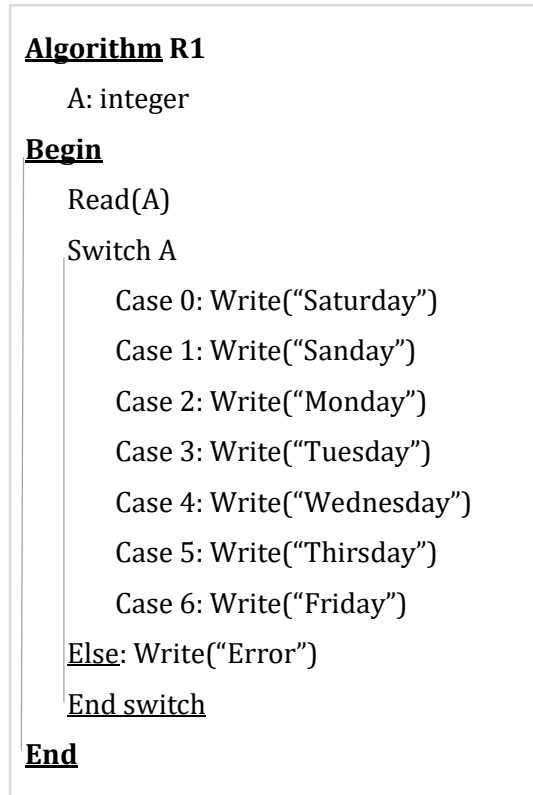 Algorithm R1
A: integer
Begin
Read(A)
Switch A
Case 0: Write(“Saturday”)
Case 1: Write(“Sanday”)
Case 2: Write(“Monday”)
Case 3: Write(“Tuesday”)
Case 4: Write(“Wednesday”)
Case 5: Write(“Thirsday”)
Case 6: Write(“Friday”)
Else: Write(“Error”)
End switch
End